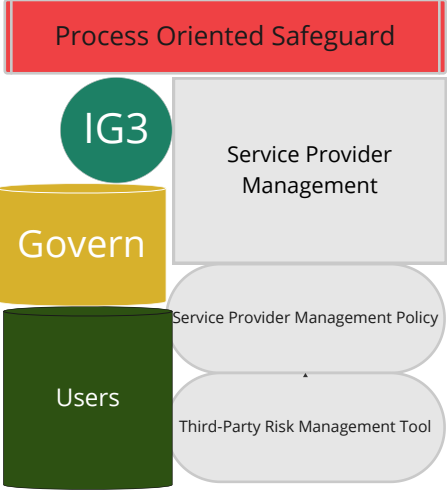 Process Oriented Safeguard
IG3
Service Provider
Management
Govern
Service Provider Management Policy
Users
Third-Party Risk Management Tool